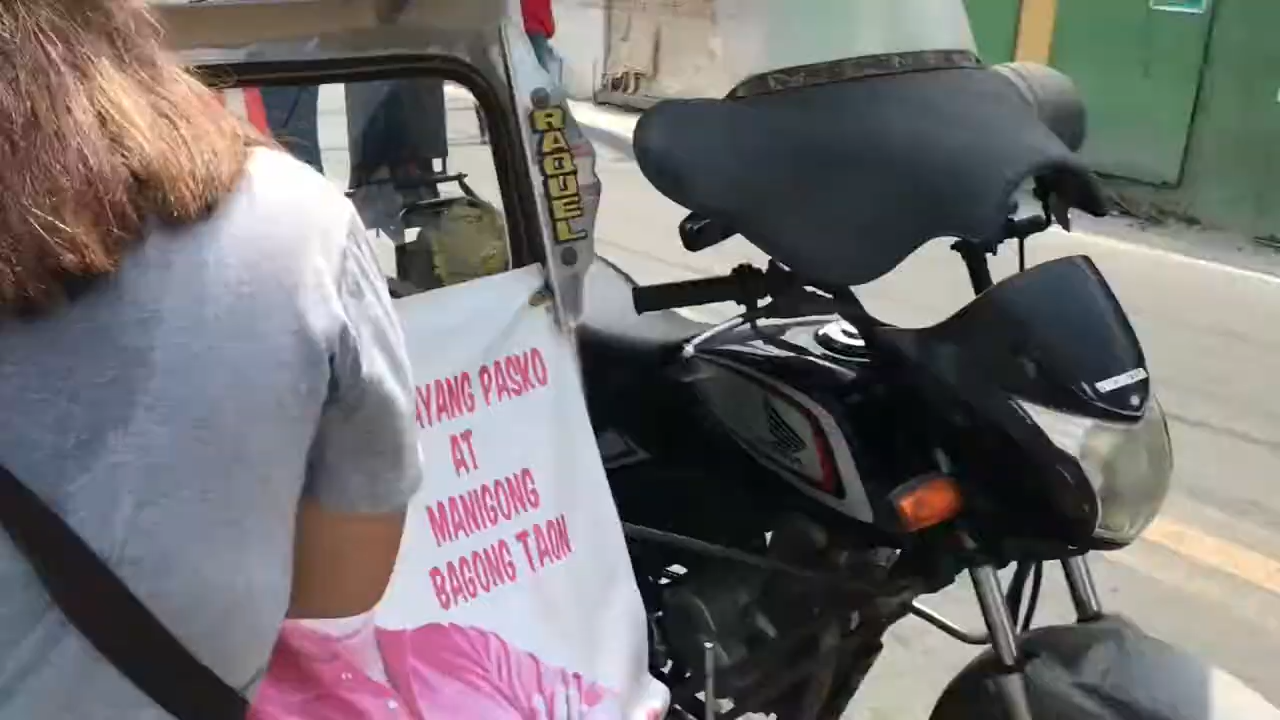 RAQUEL
AYANG PASKO
AT
MANIGONG
BAGONG TAON